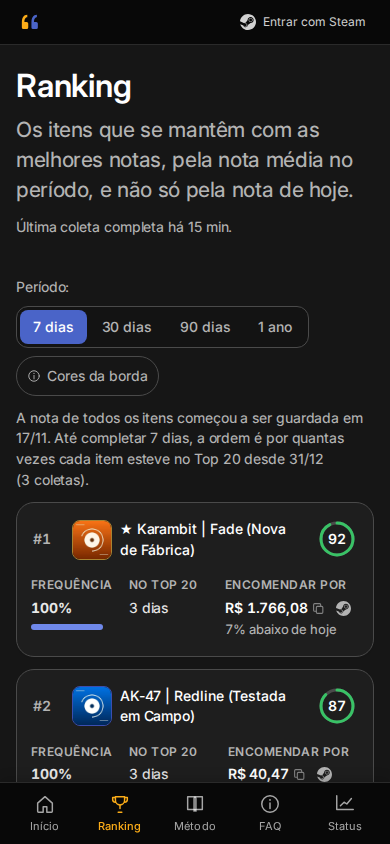 Entrar com Steam
Ranking
Os itens que se mantêm com as
melhores notas, pela nota média no
período, e não só pela nota de hoje.
Última coleta completa há 15 min.
Período:
7 dias 30 dias 90 dias 1 ano
Cores da borda
A nota de todos os itens começou a ser guardada em
17/11. Até completar 7 dias, a ordem é por quantas
vezes cada item esteve no Top 20 desde 31/12
(3 coletas).
#1 ★ Karambit | Fade (Nova
de Fábrica) 92
FREQUÊNCIA NO TOP 20 ENCOMENDAR POR
100% 3 dias R$ 1.766,08
7% abaixo de hoje
#2 AK-47 | Redline (Testada
em Campo) 87
FREQUÊNCIA NO TOP 20 ENCOMENDAR POR
100% 3 dias R$ 40,47
Início Ranking Método FAQ Status